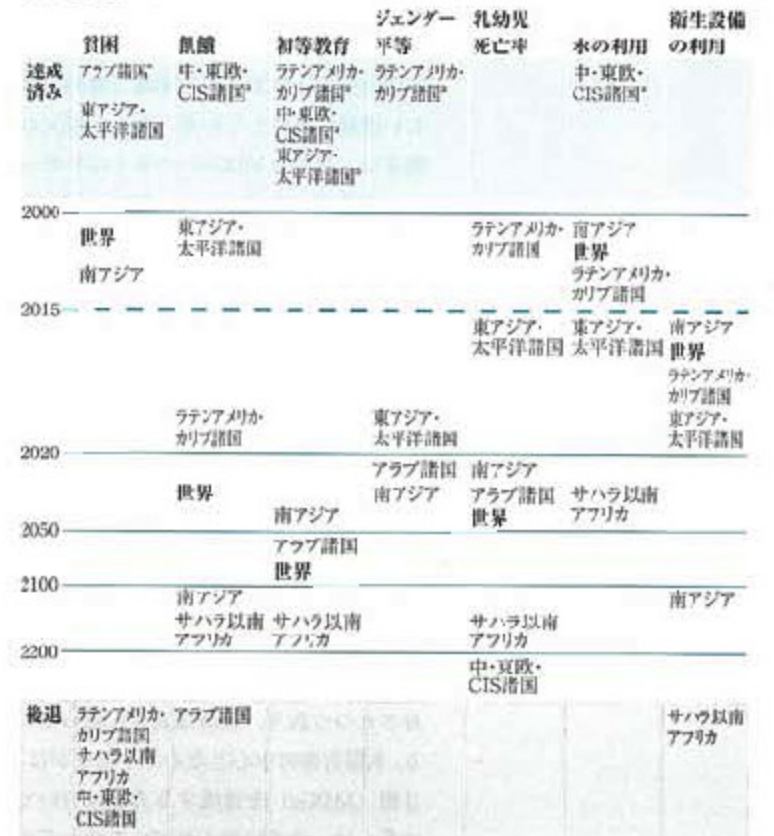 ジェンダー 乳幼児 衛生設備
貧困 飢餓 初等教育 平等 死亡率 水の利用 の利用
達成 アラブ諸国ª 中・東欧・ ラテンアメリカ・ ラテンアメリカ・ 中・東欧・
済み CIS諸国ª カリブ諸国ª カリブ諸国ª CIS諸国ª
東アジア・ 中・東欧・
太平洋諸国 CIS諸国ª
東アジア・
太平洋諸国ª
2000
世界 東アジア・ ラテンアメリカ・ 南アジア
太平洋諸国 カリブ諸国 世界
南アジア ラテンアメリカ・
カリブ諸国
2015
東アジア・ 東アジア・ 南アジア
太平洋諸国 太平洋諸国 世界
ラテンアメリカ・
カリブ諸国
ラテンアメリカ・ 東アジア・ 東アジア・
カリブ諸国 太平洋諸国 太平洋諸国
2020
アラブ諸国 南アジア
世界 南アジア アラブ諸国 サハラ以南
南アジア 世界 アフリカ
2050
アラブ諸国
世界
2100
南アジア 南アジア
サハラ以南 サハラ以南 サハラ以南
アフリカ アフリカ アフリカ
2200
中・東欧・
CIS諸国
後退 ラテンアメリカ・ アラブ諸国 サハラ以南
カリブ諸国 アフリカ
サハラ以南
アフリカ
中・東欧・
CIS諸国